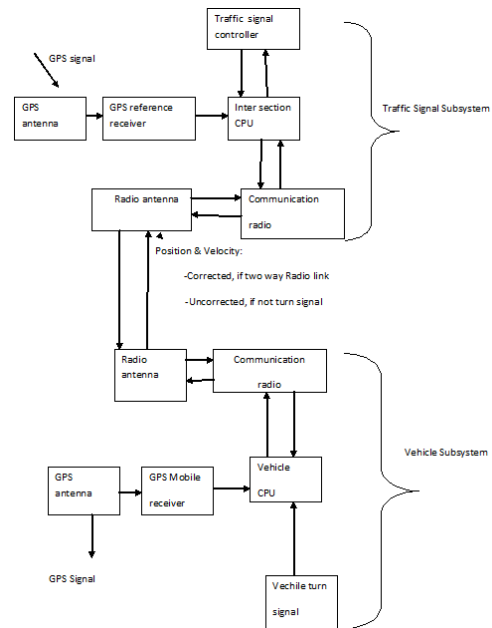 Traffic signal
controller
GPS signal
GPS
antenna
GPS reference
receiver
Inter section
CPU
Traffic Signal Subsystem
Radio antenna
Communication
radio
Position & Velocity:
-Corrected, if two way Radio link
-Uncorrected, if not turn signal
Radio
antenna
Communication
radio
Vehicle Subsystem
GPS
antenna
GPS Mobile
receiver
Vehicle
CPU
GPS Signal
Vechile turn
signal